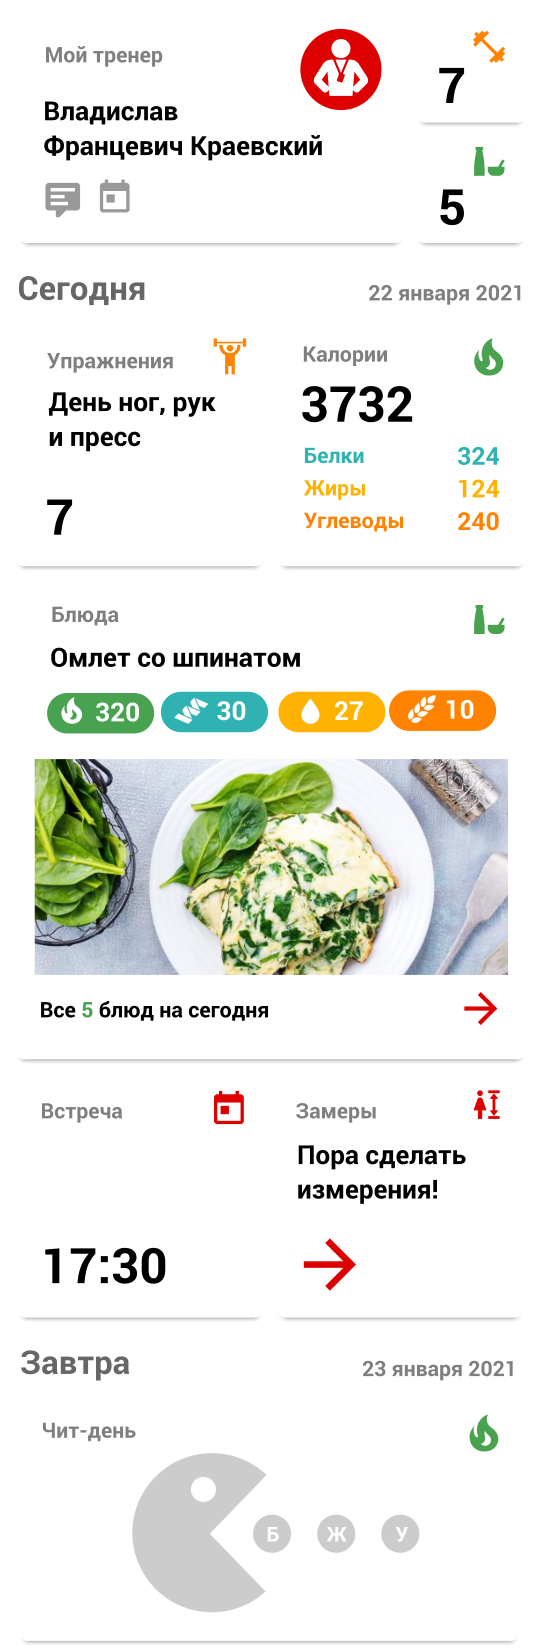 Мой тренер
Владислав
Францевич Краевский
7
5
Сегодня
22 января 2021
Упражнения
День ног, рук
и пресс
7
Калории
3732
Белки 324
Жиры 124
Углеводы 240
Блюда
Омлет со шпинатом
320 30 27 10
Все 5 блюд на сегодня
Встреча
17:30
Замеры
Пора сделать
измерения!
Завтра
23 января 2021
Чит-день
Б Ж У